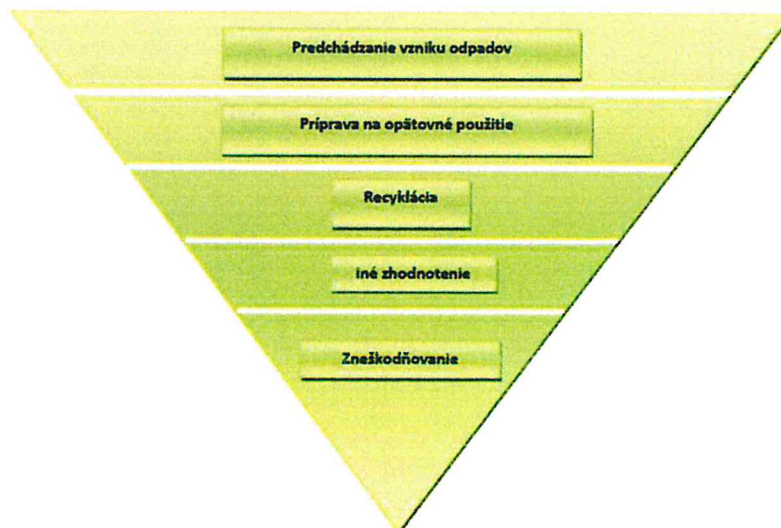 Predchádzanie vzniku odpadov
Príprava na opätovné použitie
Recyklácia
iné zhodnotenie
Zneškodňovanie